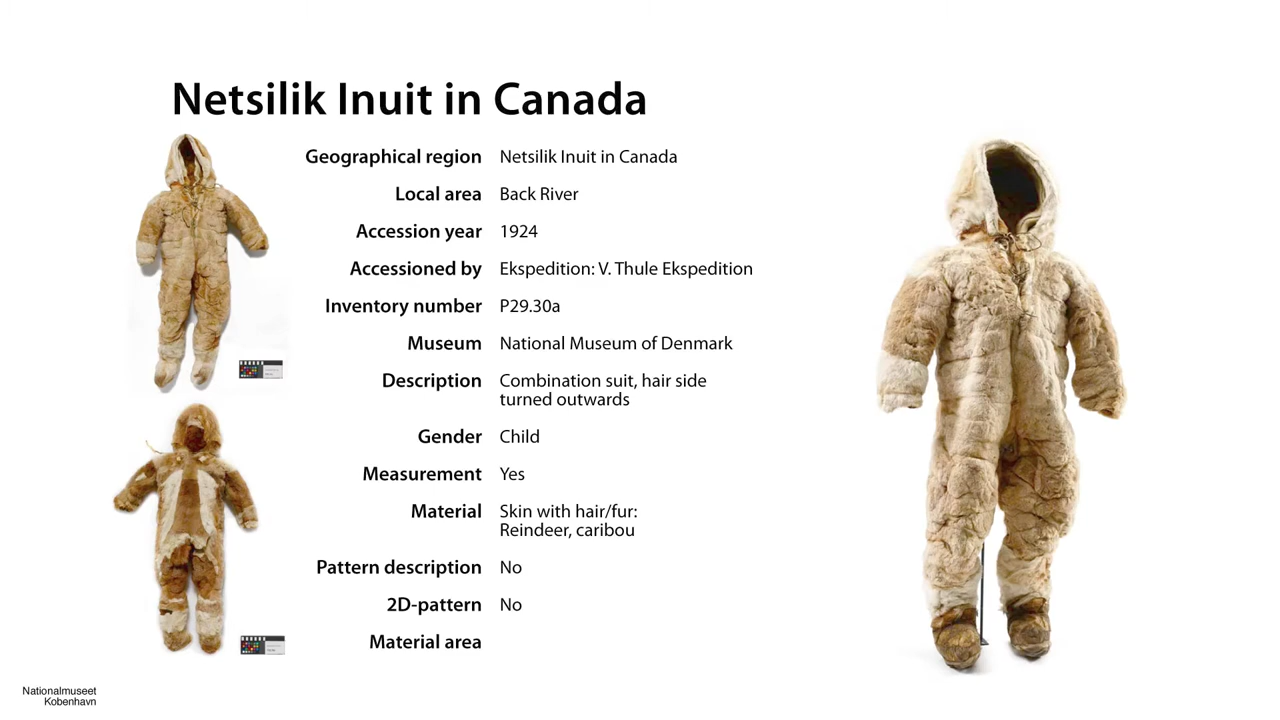 Netsilik Inuit in Canada
Geographical region Netsilik Inuit in Canada
Local area Back River
Accession year 1924
Accessioned by Ekspedition: V. Thule Ekspedition
Inventory number P29.30a
Museum National Museum of Denmark
Description Combination suit, hair side
turned outwards
Gender Child
Measurement Yes
Material Skin with hair/fur:
Reindeer, caribou
Pattern description No
2D-pattern No
Material area
Nationalmuseet
Kobenhavn